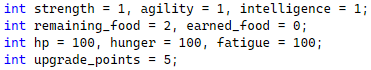 int strength = 1, agility = 1, intelligence = 1;
int remaining_food = 2, earned_food = 0;
int hp = 100, hunger = 100, fatigue = 100;
int upgrade_points = 5;